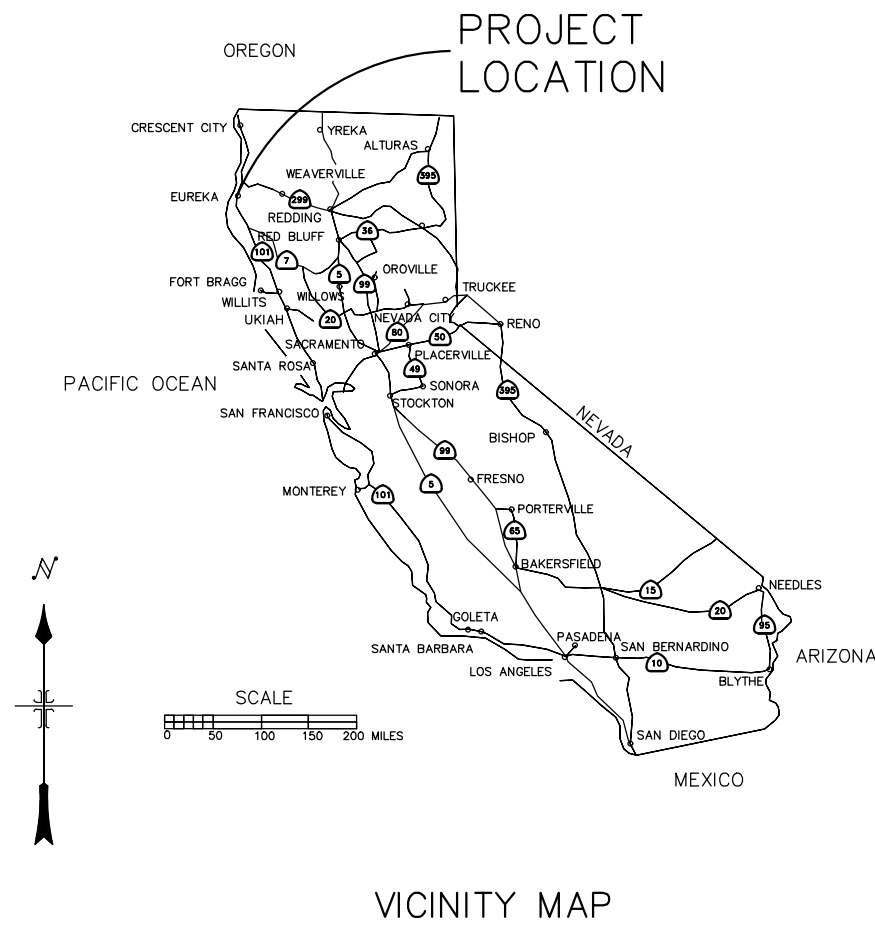 PROJECT
LOCATION
OREGON
CRESCENT CITY
YREKA
ALTURAS
395
WEAVERVILLE
EUREKA
299
REDDING
36
RED BLUFF
101
7
5
99
OROVILLE
FORT BRAGG
WILLOWS
TRUCKEE
WILLITS
UKIAH
20
NEVADA CITY
80
50
RENO
SACRAMENTO
PLACERVILLE
SANTA ROSA
49
PACIFIC OCEAN
SONORA
395
STOCKTON
SAN FRANCISCO
NEVADA
BISHOP
99
FRESNO
5
MONTEREY
101
PORTERVILLE
65
BAKERSFIELD
N
15
NEEDLES
20
GOLETA
95
PASADENA
SANTA BARBARA
SAN BERNARDINO
ARIZONA
10
LOS ANGELES
BLYTHE
SCALE
0 50 100 150 200 MILES
SAN DIEGO
MEXICO
VICINITY MAP